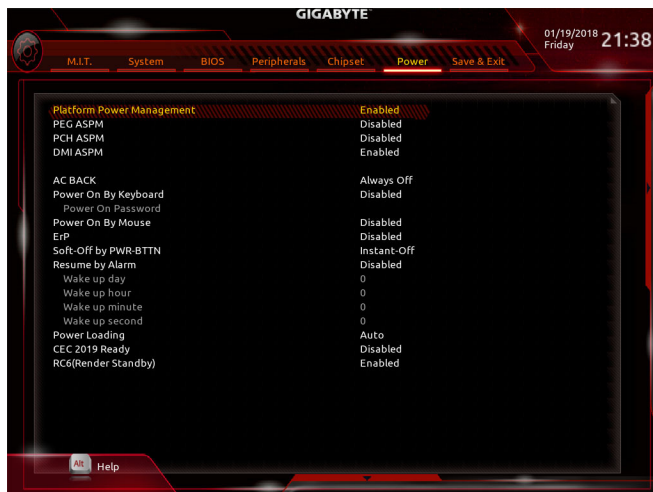 GIGABYTE™
01/19/2018 21:38
Friday
M.I.T. System BIOS Peripherals Chipset Power Save & Exit
Platform Power Management Enabled
PEG ASPM Disabled
PCH ASPM Disabled
DMI ASPM Enabled
AC BACK Always Off
Power On By Keyboard Disabled
Power On Password
Power On By Mouse Disabled
ErP Disabled
Soft-Off by PWR-BTTN Instant-Off
Resume by Alarm Disabled
Wake up day 0
Wake up hour 0
Wake up minute 0
Wake up second 0
Power Loading Auto
CEC 2019 Ready Disabled
RC6(Render Standby) Enabled
Alt Help